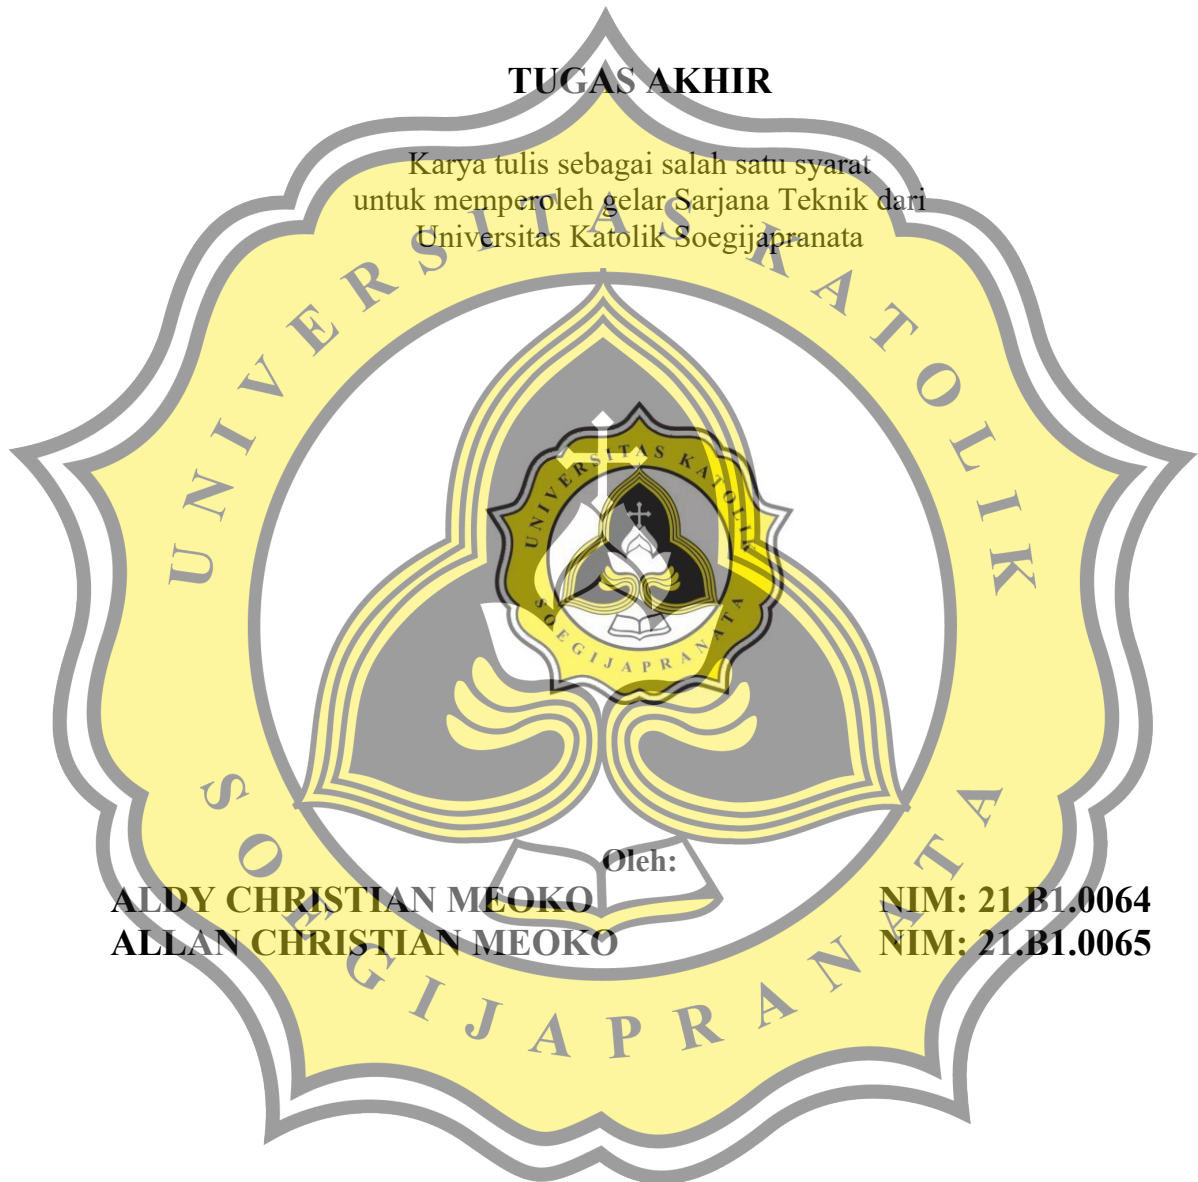 TUGAS AKHIR
Karya tulis sebagai salah satu syarat
untuk memperoleh gelar Sarjana Teknik dari
Universitas Katolik Soegijapranata
UNIVERSITAS KATOLIK
UNIVERSITAS KATOLIK
SOEGIJAPRANATA
SOEGIJAPRANATA
Oleh:
ALDY CHRISTIAN MEOKO NIM: 21.B1.0064
ALLAN CHRISTIAN MEOKO NIM: 21.B1.0065